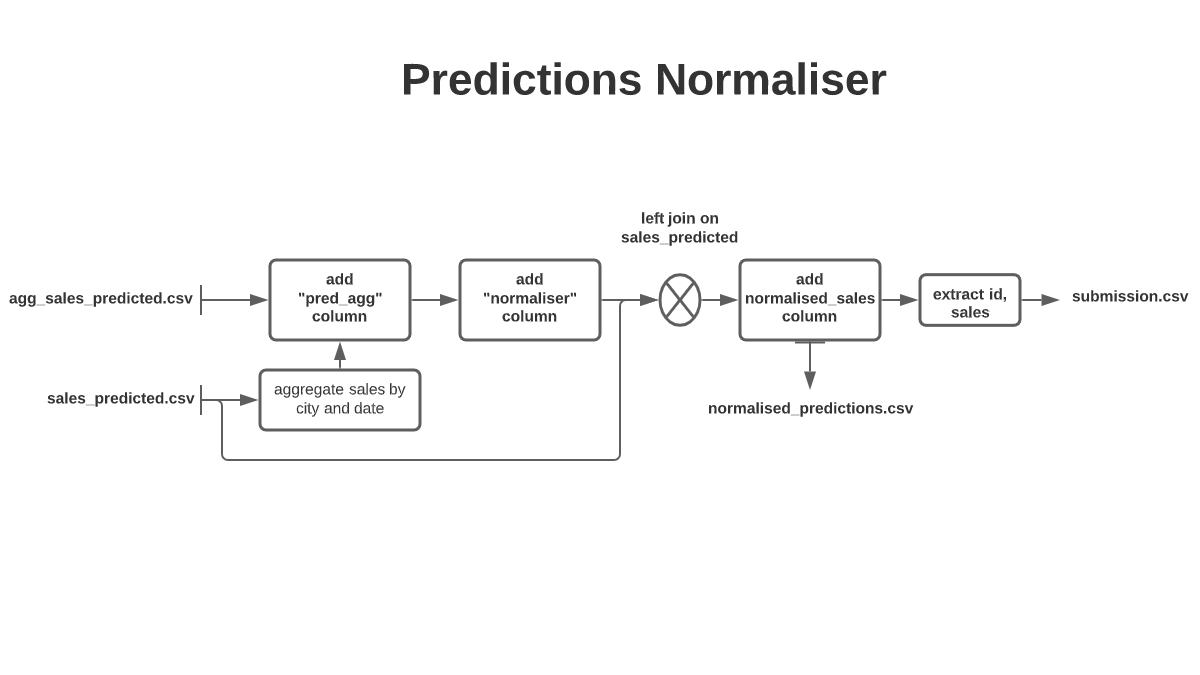 Predictions Normaliser
left join on
sales_predicted
agg_sales_predicted.csv
add
"pred_agg"
column
add
"normaliser"
column
add
normalised_sales
column
extract id,
sales
submission.csv
sales_predicted.csv
aggregate sales by
city and date
normalised_predictions.csv